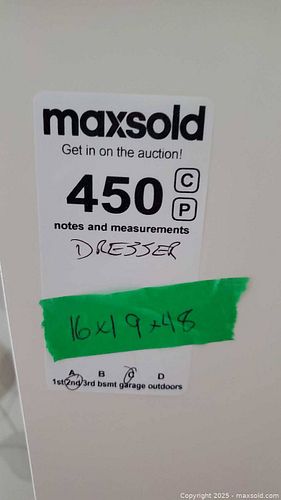 maxsold
Get in on the auction!
450 C
P
notes and measurements
DRESSER
16x19x48
A B C D
1st/2nd/3rd bsmt garage outdoors
Copyright 2025 - maxsold.com